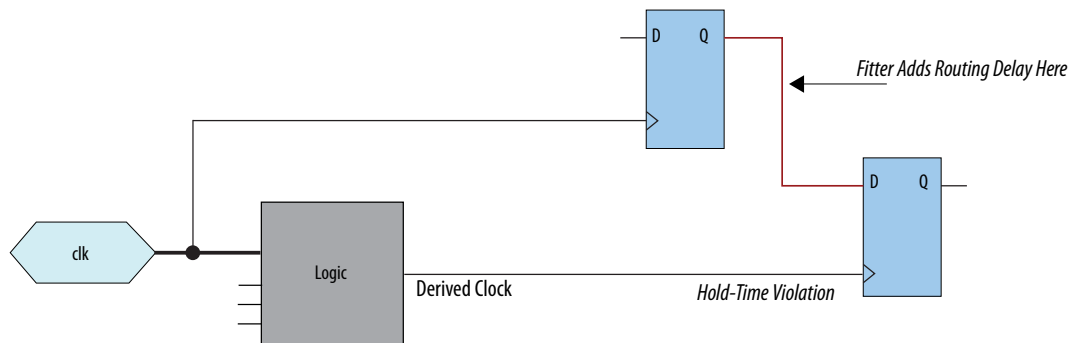 D Q
Fitter Adds Routing Delay Here
D Q
clk
Logic
Derived Clock
Hold-Time Violation